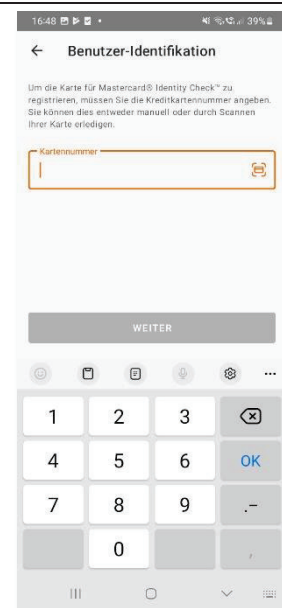 16:48
39%
Benutzer-Identifikation
Um die Karte für Mastercard® Identity Check™ zu
registrieren, müssen Sie die Kreditkartennummer angeben.
Sie können dies entweder manuell oder durch Scannen
Ihrer Karte erledigen.
Kartennummer
WEITER
1 2 3
4 5 6 OK
7 8 9 .-
0 ,